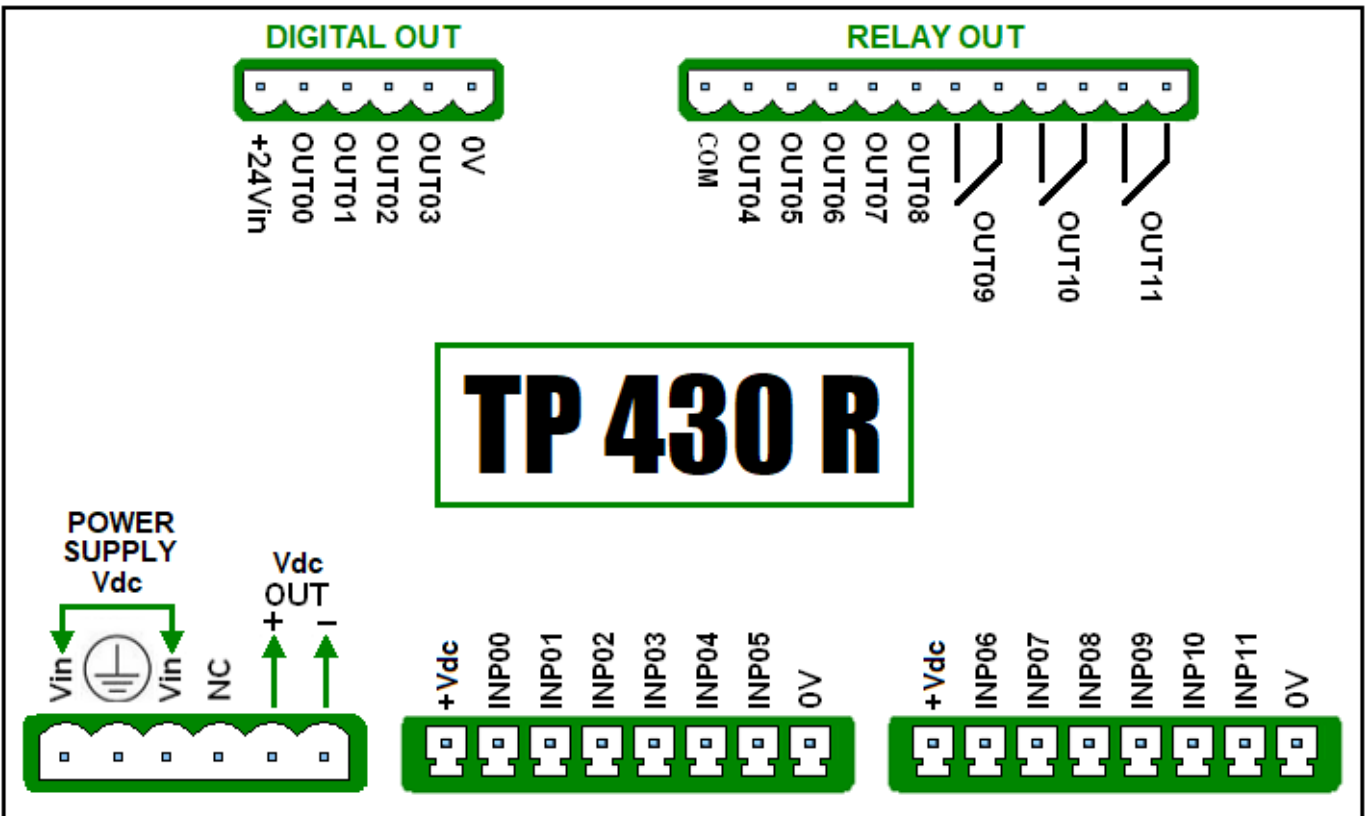 DIGITAL OUT
RELAY OUT
+24Vin
OUT00
OUT01
OUT02
OUT03
0V
COM
OUT04
OUT05
OUT06
OUT07
OUT08
OUT09
OUT10
OUT11
TP 430 R
POWER
SUPPLY
Vdc
Vin
Vin
NC
Vdc
OUT
+
−
+Vdc
INP00
INP01
INP02
INP03
INP04
INP05
0V
+Vdc
INP06
INP07
INP08
INP09
INP10
INP11
0V